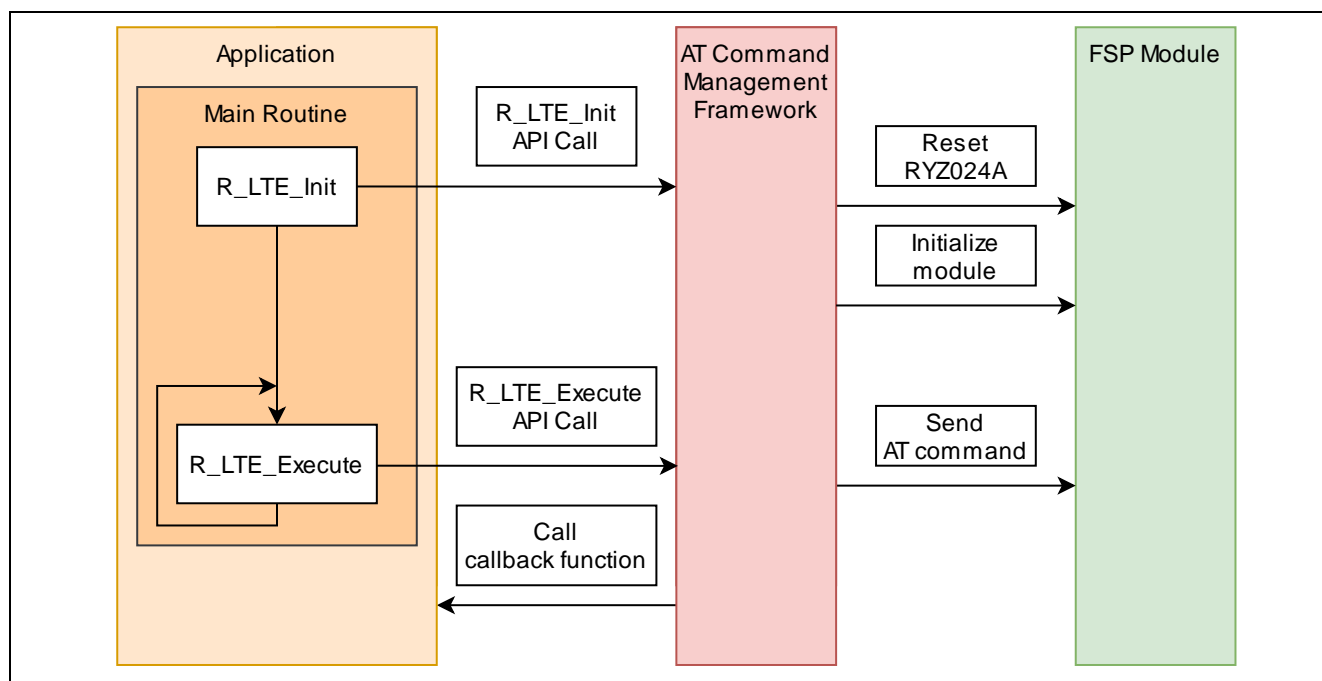 Application
AT Command
Management
Framework
FSP Module
Main Routine
R_LTE_Init
R_LTE_Init
API Call
Reset
RYZ024A
Initialize
module
R_LTE_Execute
R_LTE_Execute
API Call
Send
AT command
Call
callback function